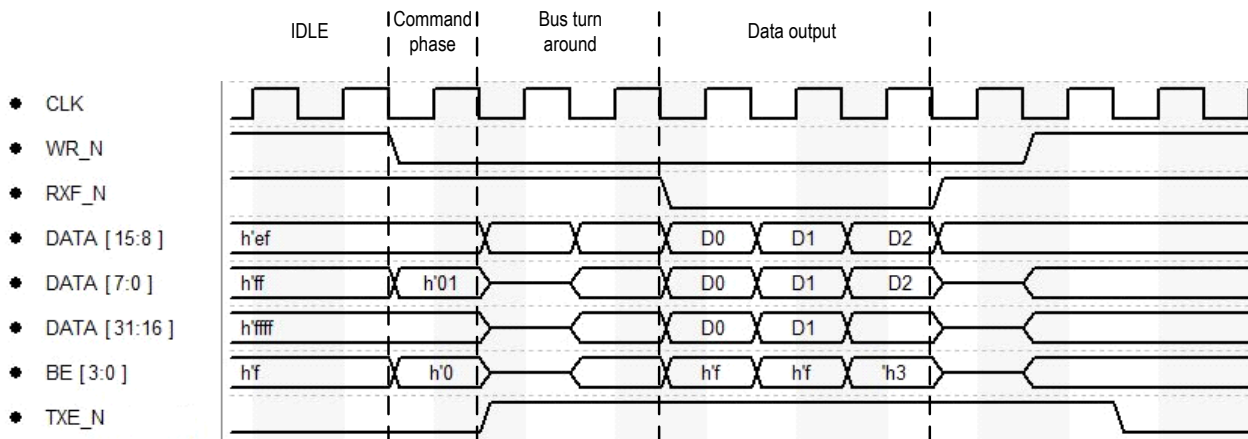 IDLE
Command
phase
Bus turn
around
Data output
CLK
WR_N
RXF_N
DATA [ 15:8 ] h'ef D0 D1 D2
DATA [7:0 ] h'ff h'01 D0 D1 D2
DATA [ 31:16 ] h'ffff D0 D1
BE [ 3:0 ] h'f h'0 h'f h'f 'h3
TXE_N